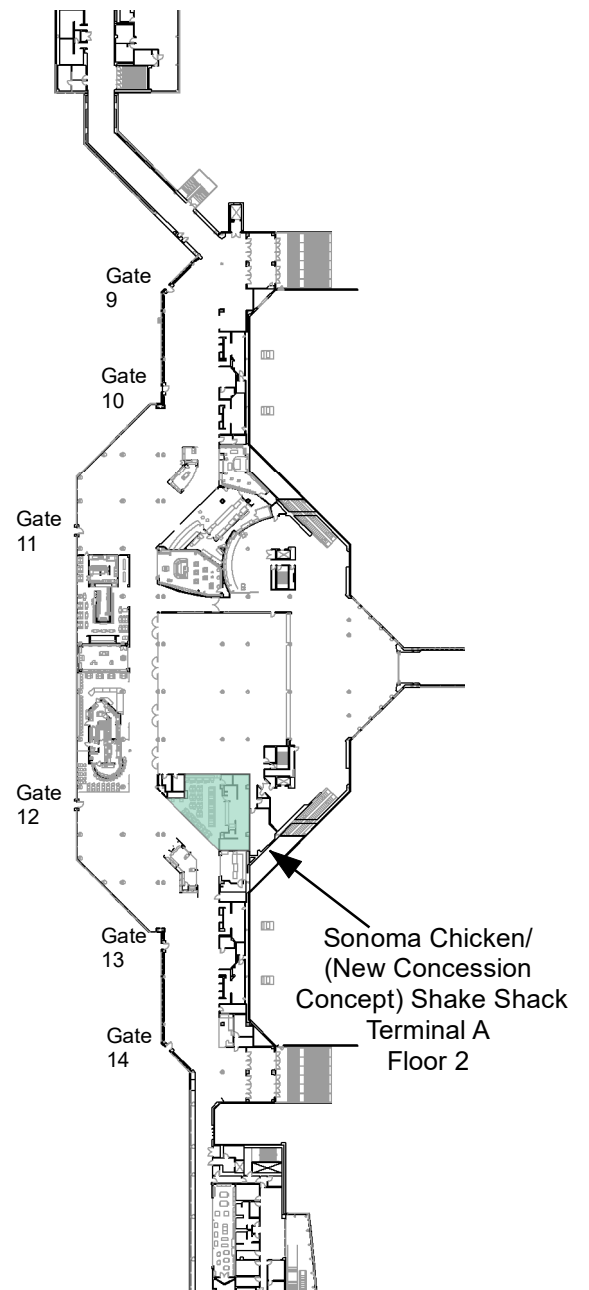 Gate
9
Gate
10
Gate
11
Gate
12
Gate
13
Gate
14
Sonoma Chicken/
(New Concession
Concept) Shake Shack
Terminal A
Floor 2